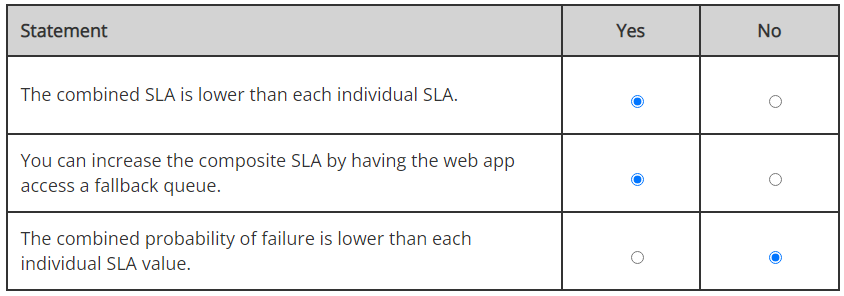 Statement Yes No
The combined SLA is lower than each individual SLA.
You can increase the composite SLA by having the web app
access a fallback queue.
The combined probability of failure is lower than each
individual SLA value.